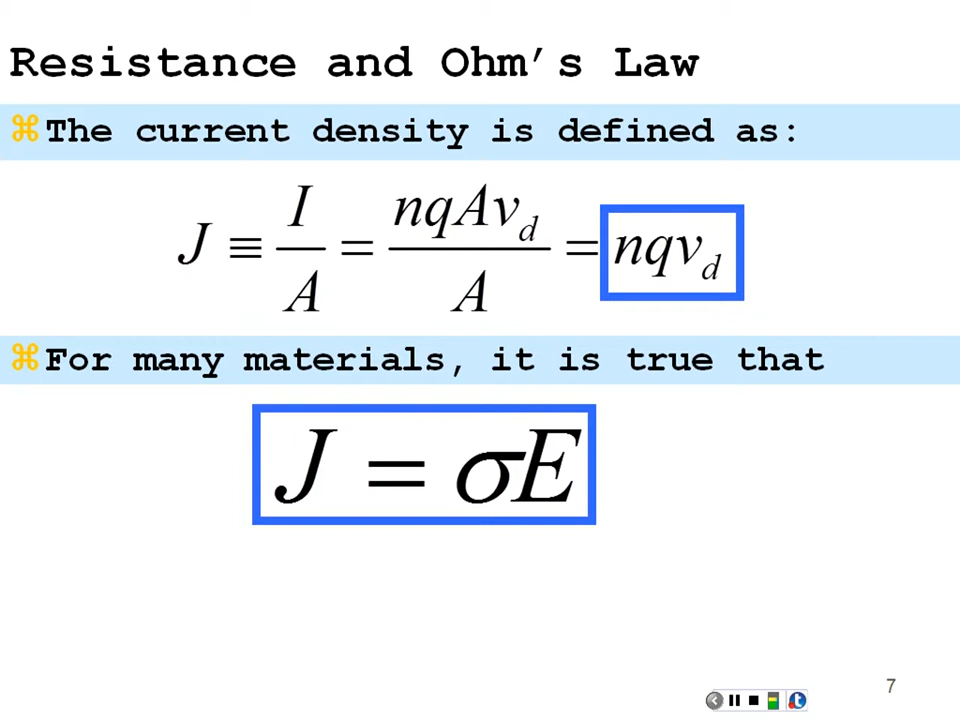 Resistance and Ohm's Law
⌘The current density is defined as:
J ≡ I/A = nqAv_d/A = nqv_d
⌘For many materials, it is true that
J = σE
7